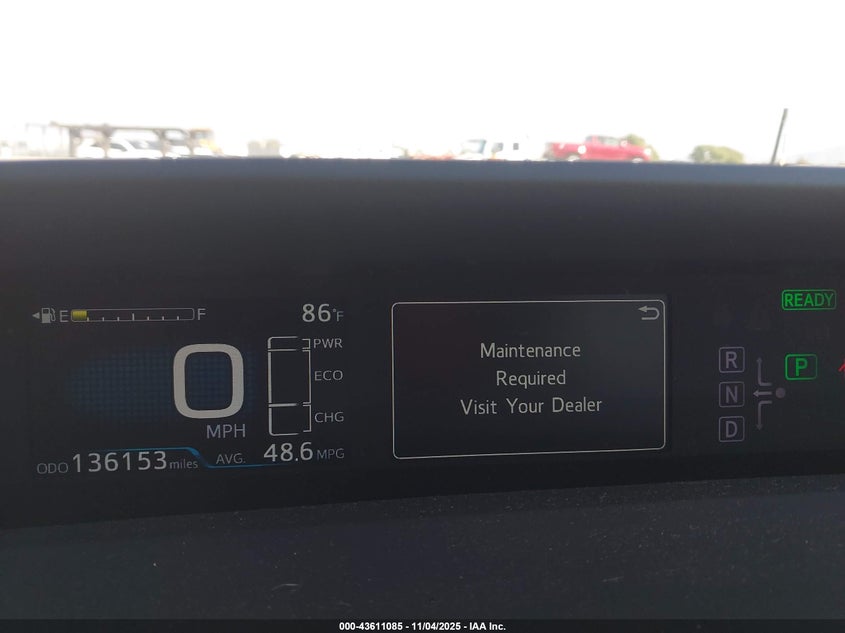 E F 86°F
0
MPH
PWR
ECO
CHG
ODO 136153 miles AVG. 48.6 MPG
Maintenance
Required
Visit Your Dealer
READY
R
N
D
P
000-43611085 - 11/04/2025 - IAA Inc.